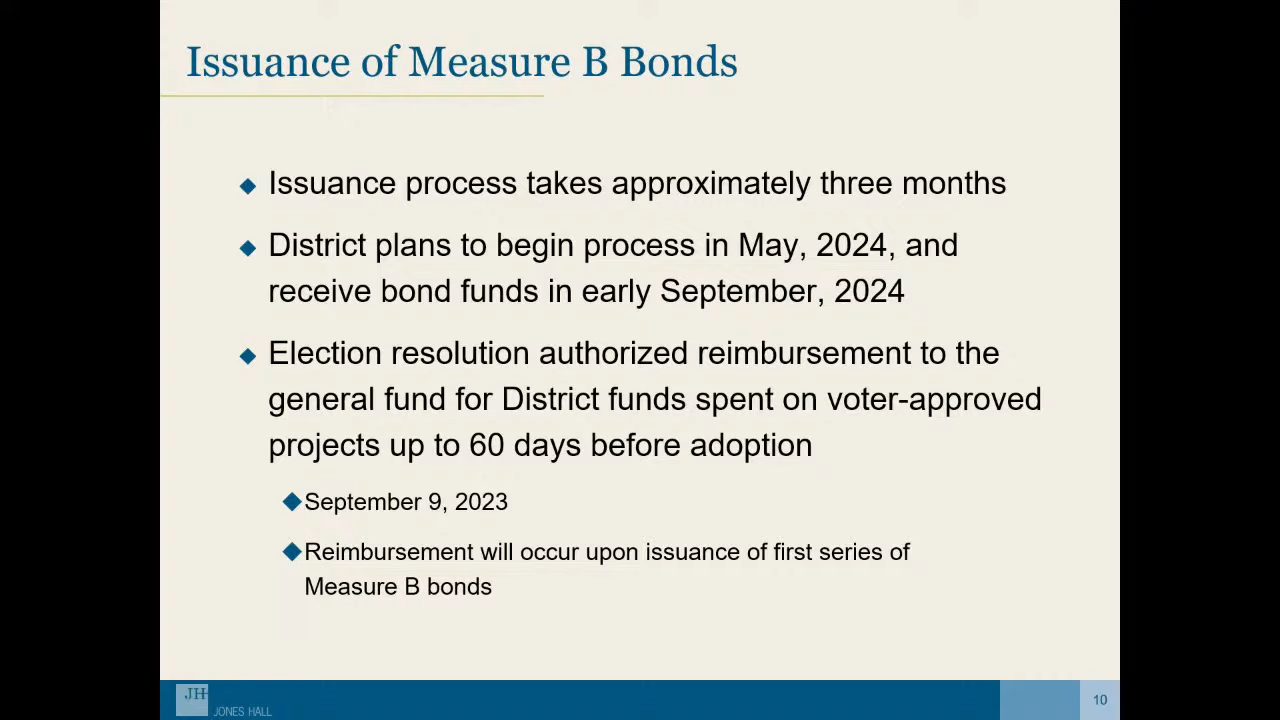 Issuance of Measure B Bonds
Issuance process takes approximately three months
District plans to begin process in May, 2024, and
receive bond funds in early September, 2024
Election resolution authorized reimbursement to the
general fund for District funds spent on voter-approved
projects up to 60 days before adoption
September 9, 2023
Reimbursement will occur upon issuance of first series of
Measure B bonds
JH
JONES HALL
10